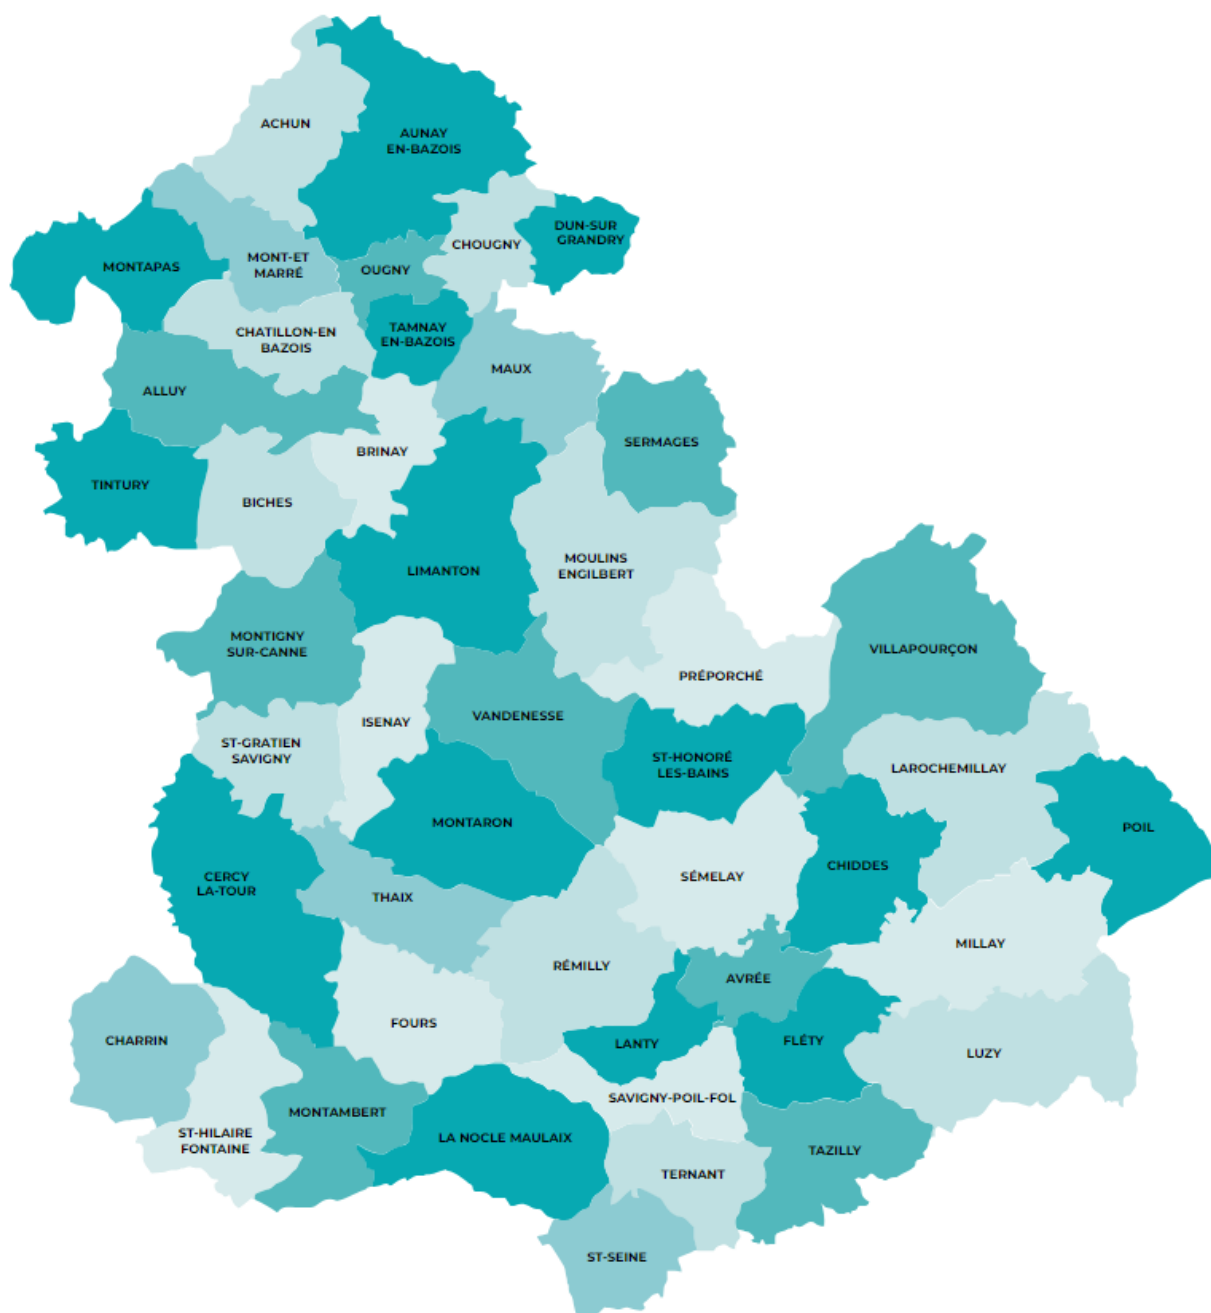 ACHUN
AUNAY
EN-BAZOIS
DUN-SUR
GRANDRY
CHOUGNY
MONT-ET
MARRÉ
MONTAPAS
OUGNY
CHATILLON-EN
BAZOIS
TAMNAY
EN-BAZOIS
MAUX
ALLUY
SERMAGES
BRINAY
TINTURY
BICHES
LIMANTON
MOULINS
ENGILBERT
MONTIGNY
SUR-CANNE
VILLAPOURÇON
PRÉPORCHÉ
ISENAY
VANDENESSE
ST-GRATIEN
SAVIGNY
ST-HONORÉ
LES-BAINS
LAROCHEMILLAY
MONTARON
POIL
CHIDDES
CERCY
LA-TOUR
SÉMELAY
THAIX
MILLAY
RÉMILLY
AVRÉE
FOURS
CHARRIN
LANTY
FLÉTY
LUZY
SAVIGNY-POIL-FOL
MONTAMBERT
ST-HILAIRE
FONTAINE
LA NOCLE MAULAIX
TAZILLY
TERNANT
ST-SEINE